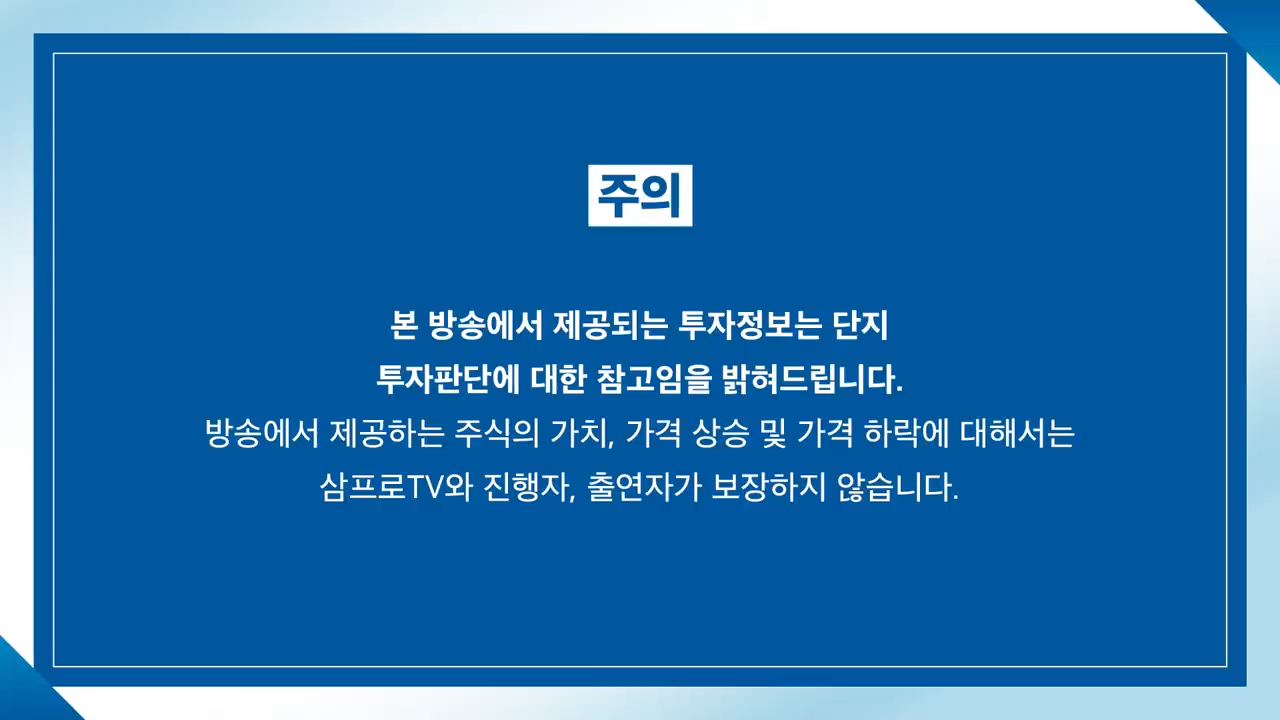 주의
본 방송에서 제공되는 투자정보는 단지
투자판단에 대한 참고임을 밝혀드립니다.
방송에서 제공하는 주식의 가치, 가격 상승 및 가격 하락에 대해서는
삼프로TV와 진행자, 출연자가 보장하지 않습니다.